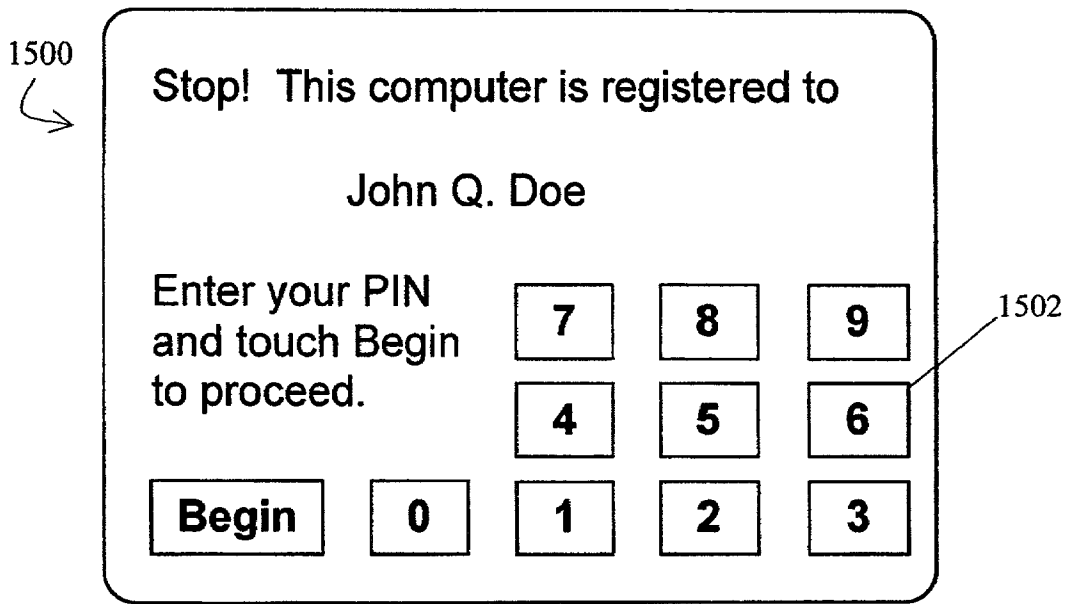 1500
Stop! This computer is registered to
John Q. Doe
Enter your PIN
and touch Begin
to proceed.
7 8 9
1502
4 5 6
Begin 0 1 2 3